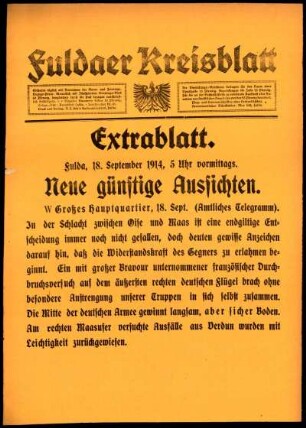 Fuldaer Kreisblatt
Extrablatt.
Fulda, 18. September 1914, 5 Uhr vormittags.
Neue günstige Aussichten.
W Großes Hauptquartier, 18. Sept. (Amtliches Telegramm).
In der Schlacht zwischen Oise und Maas ist eine endgiltige Ent-
scheidung immer noch nicht gefallen, doch deuten gewisse Anzeichen
darauf hin, daß die Widerstandskraft des Gegners zu erlahmen be-
ginnt. Ein mit großer Bravour unternommener französischer Durch-
bruchsversuch auf dem äußersten rechten deutschen Flügel brach ohne
besondere Anstrengung unserer Truppen in sich selbst zusammen.
Die Mitte der deutschen Armee gewinnt langsam, aber sicher Boden.
Am rechten Maasufer versuchte Ausfälle aus Verdun wurden mit
Leichtigkeit zurückgewiesen.